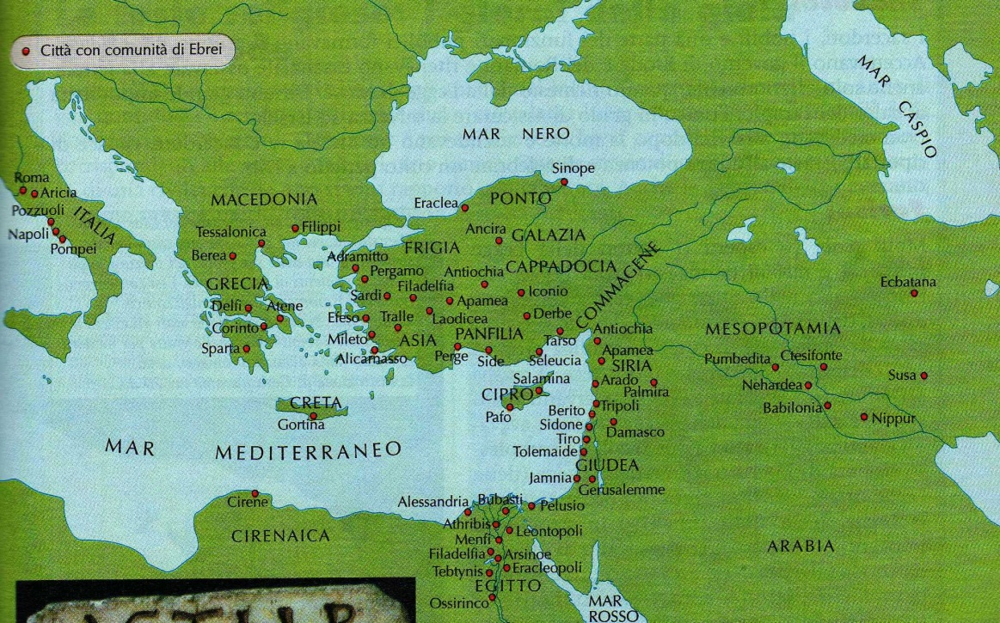 Città con comunità di Ebrei
MAR CASPIO
MAR NERO
Roma
Aricia
Pozzuoli
Napoli
Pompei
ITALIA
MACEDONIA
Tessalonica
Filippi
Berea
GRECIA
Delfi
Atene
Corinto
Sparta
Sinope
Eraclea
PONTO
Ancira
GALAZIA
FRIGIA
CAPPADOCIA
COMMAGENE
Adramitto
Pergamo
Antiochia
Filadelfia
Sardi
Iconio
Apamea
Efeso
Tralle
Laodicea
Derbe
Mileto
ASIA
PANFILIA
Tarso
Alicarnasso
Perge
Side
Seleucia
Antiochia
Apamea
SIRIA
Salamina
CIPRO
Pafo
Arado
Palmira
Tripoli
Berito
Sidone
Damasco
Tiro
Tolemaide
GIUDEA
Jamnia
Gerusalemme
Ecbatana
MESOPOTAMIA
Pumbedita
Ctesifonte
Nehardea
Susa
Babilonia
Nippur
CRETA
Gortina
MAR MEDITERRANEO
Cirene
CIRENAICA
Alessandria
Bubasti
Pelusio
Athribis
Leontopoli
Menfi
Filadelfia
Arsinoe
Tebtynis
Eracleopoli
EGITTO
Ossirinco
MAR
ROSSO
ARABIA